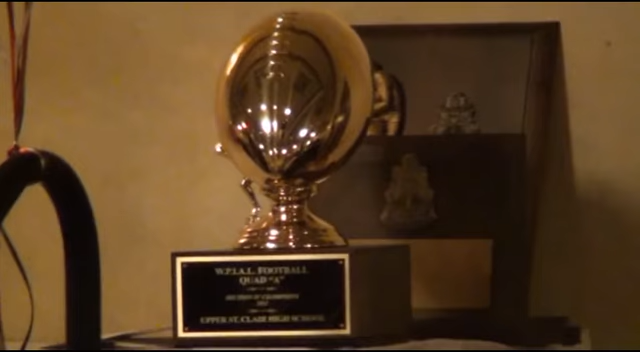 W.P.I.A.L. FOOTBALL
QUAD "A"
UPPER ST. CLAIR HIGH SCHOOL